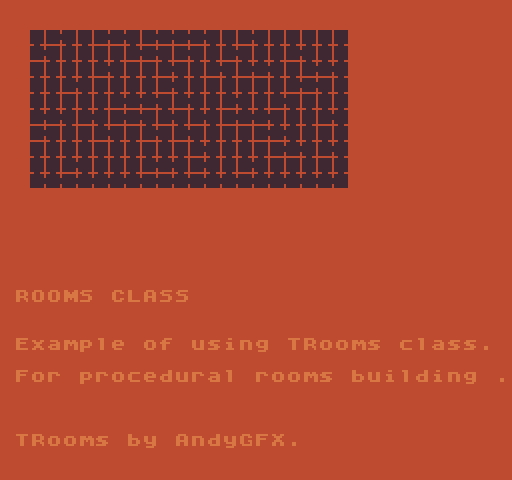 ROOMS CLASS
Example of using TRooms class.
For procedural rooms building .
TRooms by AndyGFX.